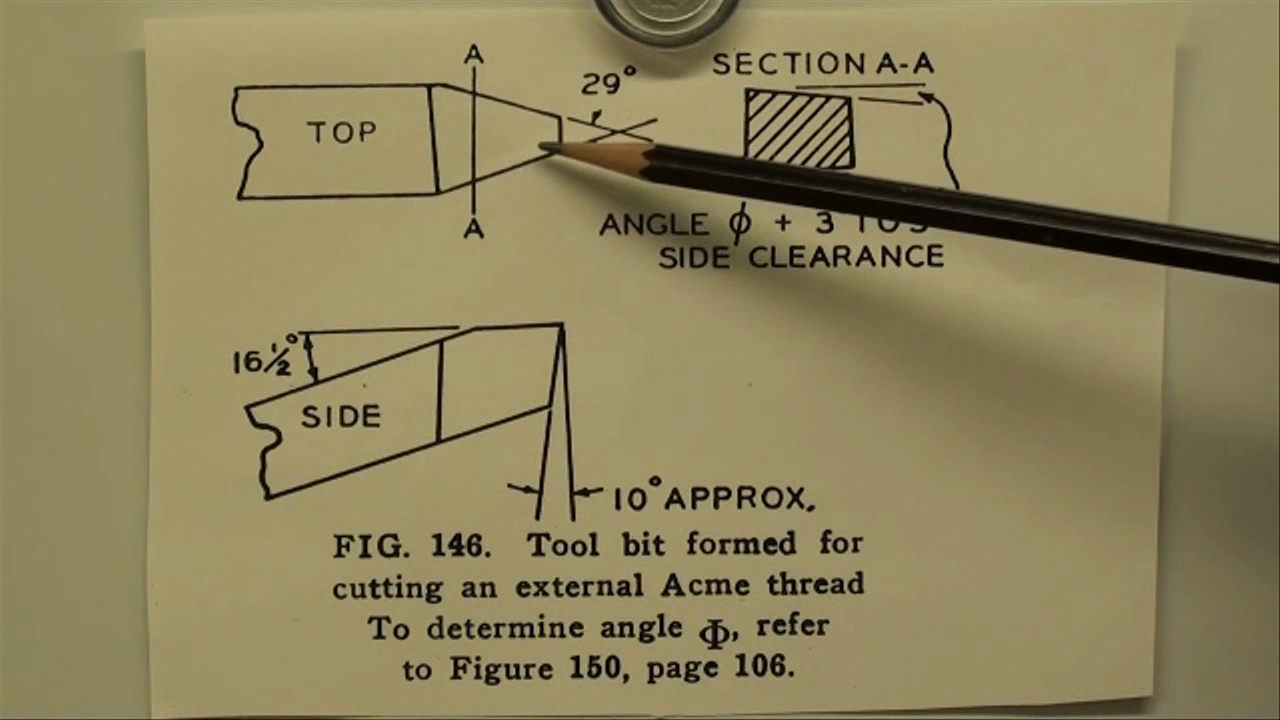 A
29°
SECTION A-A
TOP
A
ANGLE ϕ + 3 TO
SIDE CLEARANCE
16½°
SIDE
10° APPROX.
FIG. 146. Tool bit formed for
cutting an external Acme thread
To determine angle Φ, refer
to Figure 150, page 106.